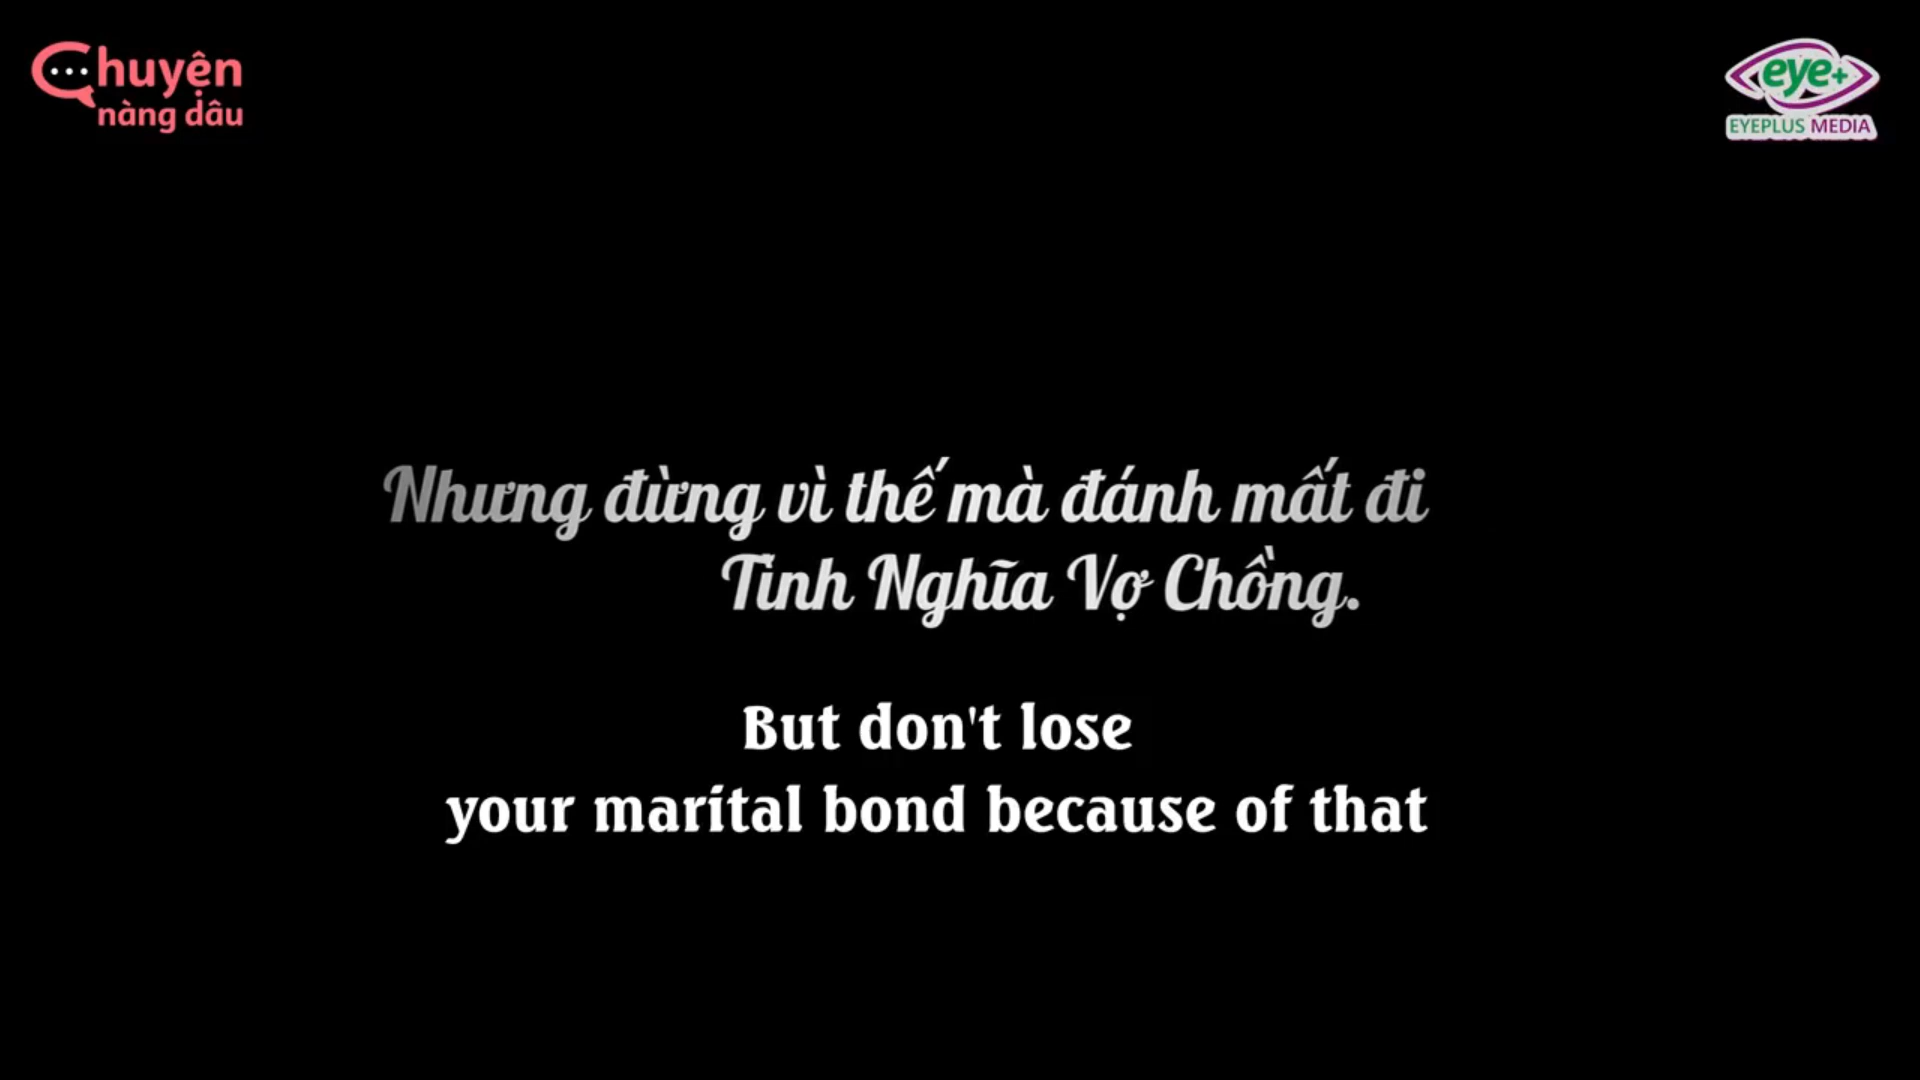 Chuyện
nàng dâu
eye+
EYEPLUS MEDIA
Nhưng đừng vì thế mà đánh mất đi
Tình Nghĩa Vợ Chồng.
But don't lose
your marital bond because of that